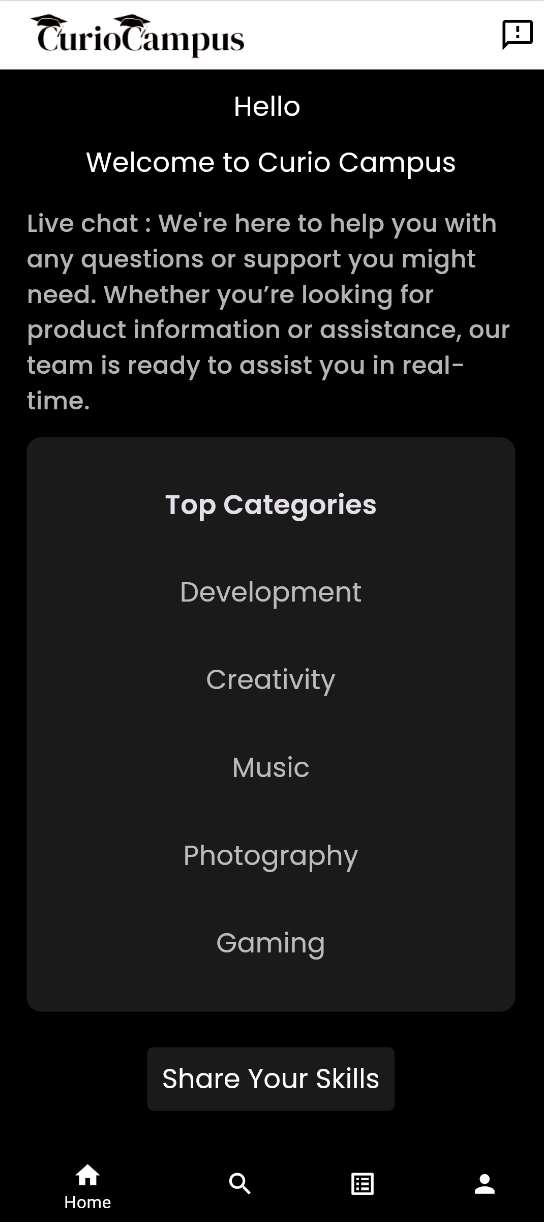 CurioCampus
Hello
Welcome to Curio Campus
Live chat : We're here to help you with
any questions or support you might
need. Whether you’re looking for
product information or assistance, our
team is ready to assist you in real-
time.
Top Categories
Development
Creativity
Music
Photography
Gaming
Share Your Skills
Home